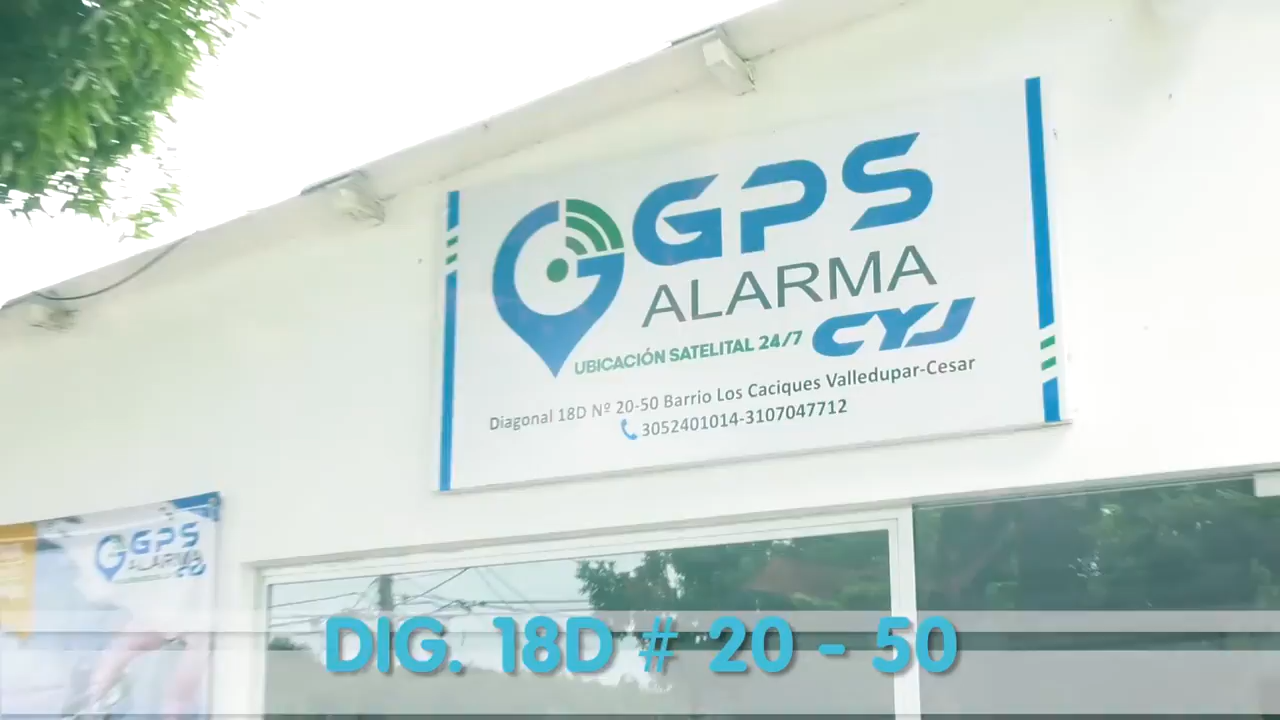 GPS
ALARMA
UBICACIÓN SATELITAL 24/7 CYJ
Diagonal 18D Nº 20-50 Barrio Los Caciques Valledupar-Cesar
3052401014-3107047712
GPS
ALARMA
DIG. 18D # 20 - 50